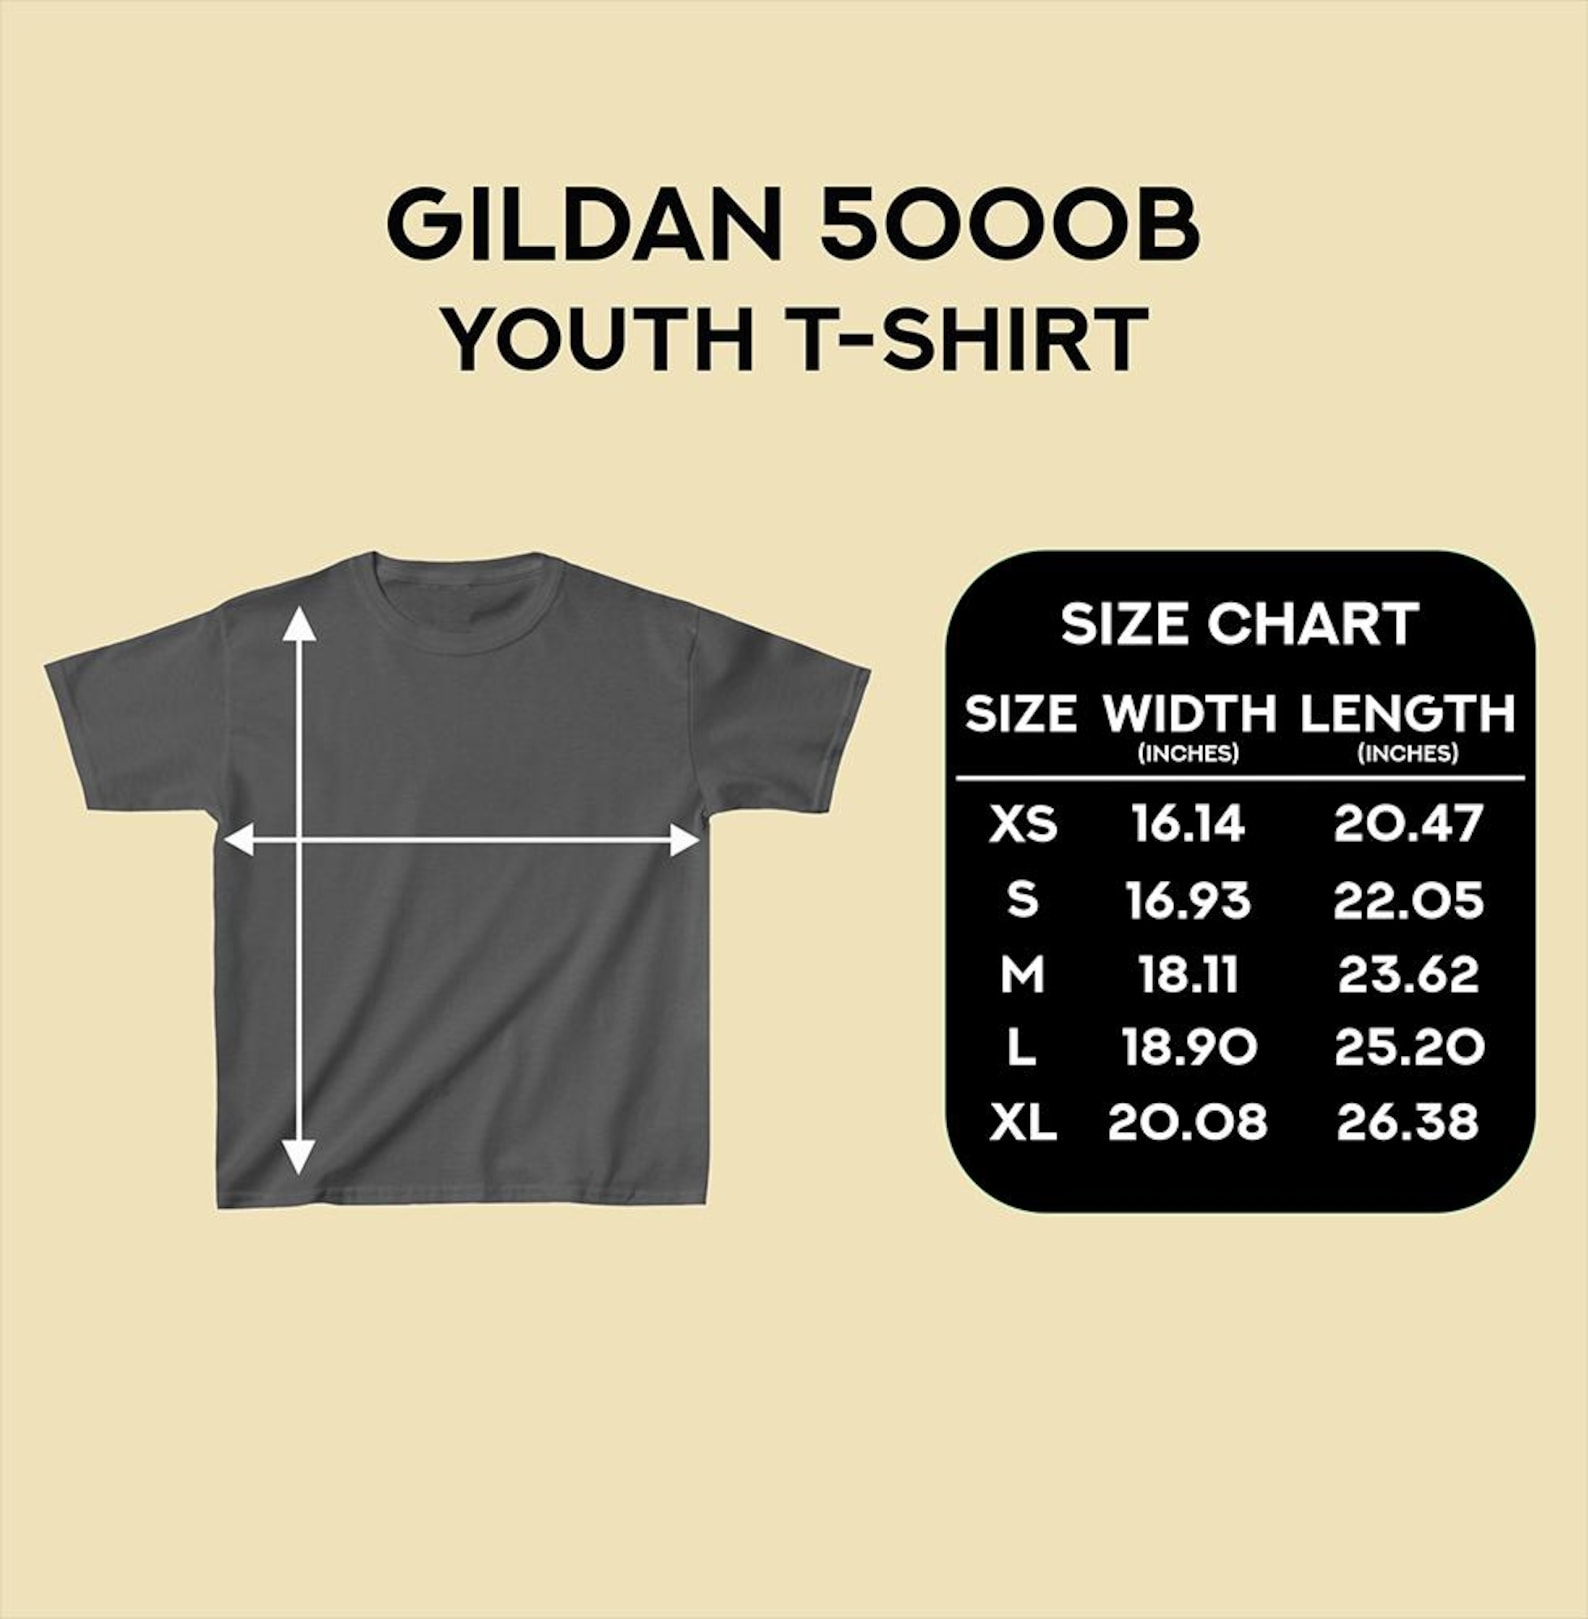 GILDAN 5000B
YOUTH T-SHIRT
SIZE CHART
SIZE WIDTH LENGTH
(INCHES) (INCHES)
XS 16.14 20.47
S 16.93 22.05
M 18.11 23.62
L 18.90 25.20
XL 20.08 26.38